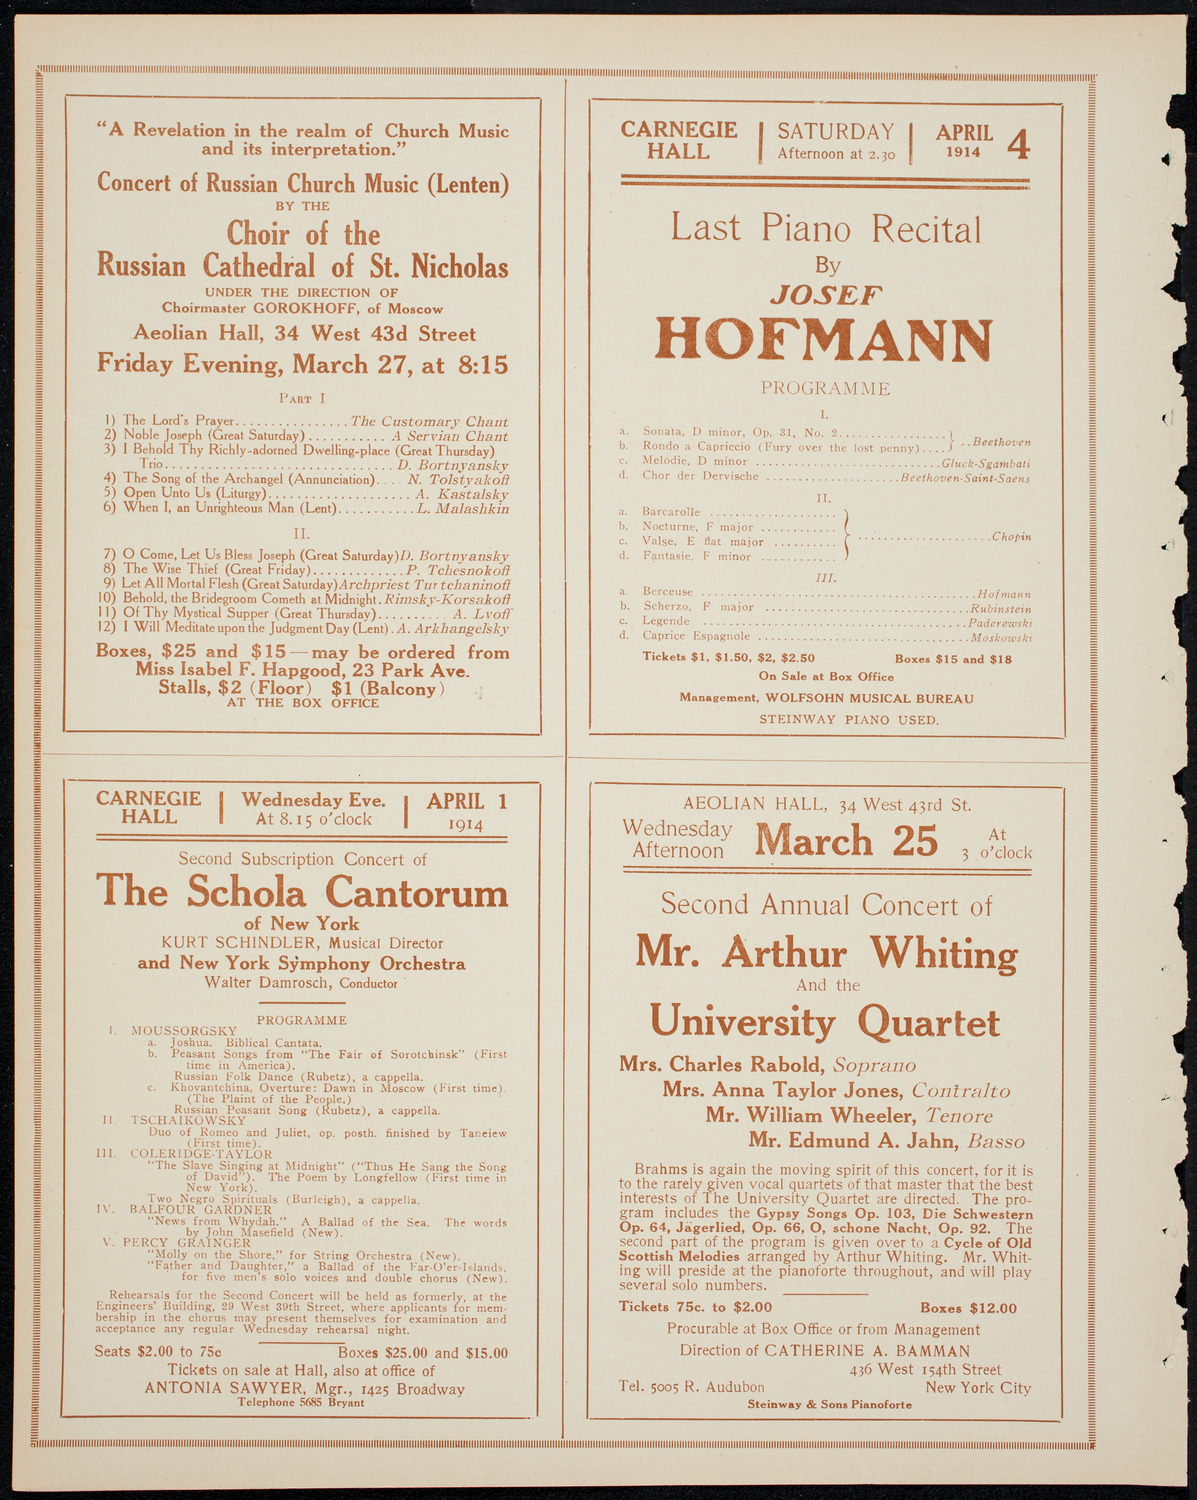 "A Revelation in the realm of Church Music
and its interpretation."
Concert of Russian Church Music (Lenten)
BY THE
Choir of the
Russian Cathedral of St. Nicholas
UNDER THE DIRECTION OF
Choirmaster GOROKHOFF, of Moscow
Aeolian Hall, 34 West 43d Street
Friday Evening, March 27, at 8:15
PART I
1) The Lord's Prayer................The Customary Chant
2) Noble Joseph (Great Saturday)...........A Servian Chant
3) I Behold Thy Richly-adorned Dwelling-place (Great Thursday)
Trio................................D. Bortnyansky
4) The Song of the Archangel (Annunciation)....N. Tolstyakoff
5) Open Unto Us (Liturgy)....................A. Kastalsky
6) When I, an Unrighteous Man (Lent)...........L. Malashkin
II.
7) O Come, Let Us Bless Joseph (Great Saturday)D. Bortnyansky
8) The Wise Thief (Great Friday).............P. Tchesnokoff
9) Let All Mortal Flesh (Great Saturday)Archpriest Turtchaninoff
10) Behold, the Bridegroom Cometh at Midnight.Rimsky-Korsakoff
11) Of Thy Mystical Supper (Great Thursday)..........A. Lvoff
12) I Will Meditate upon the Judgment Day (Lent).A. Arkhangelsky
Boxes, $25 and $15—may be ordered from
Miss Isabel F. Hapgood, 23 Park Ave.
Stalls, $2 (Floor) $1 (Balcony)
AT THE BOX OFFICE
CARNEGIE
HALL
SATURDAY
Afternoon at 2.30
APRIL
1914
4
Last Piano Recital
By
JOSEF
HOFMANN
PROGRAMME
I.
a. Sonata, D minor, Op. 31, No. 2................
b. Rondo a Capriccio (Fury over the lost penny).... ..Beethoven
c. Melodie, D minor ..........................Gluck-Sgambati
d. Chor der Dervische ....................Beethoven-Saint-Saens
II.
a. Barcarolle ..................
b. Nocturne, F major ...........
c. Valse, E flat major ......... ......................Chopin
d. Fantasie, F minor ...........
III.
a. Berceuse .......................................Hofmann
b. Scherzo, F major .............................Rubinstein
c. Legende ......................................Paderewski
d. Caprice Espagnole ...............................Moskowski
Tickets $1, $1.50, $2, $2.50 Boxes $15 and $18
On Sale at Box Office
Management, WOLFSOHN MUSICAL BUREAU
STEINWAY PIANO USED.
CARNEGIE
HALL
Wednesday Eve.
At 8.15 o'clock
APRIL 1
1914
Second Subscription Concert of
The Schola Cantorum
of New York
KURT SCHINDLER, Musical Director
and New York Symphony Orchestra
Walter Damrosch, Conductor
PROGRAMME
I. MOUSSORGSKY
a. Joshua. Biblical Cantata.
b. Peasant Songs from "The Fair of Sorotchinsk" (First
time in America).
Russian Folk Dance (Rubetz), a cappella.
c. Khovantchina, Overture: Dawn in Moscow (First time).
(The Plaint of the People.)
Russian Peasant Song (Rubetz), a cappella.
II. TSCHAIKOWSKY
Duo of Romeo and Juliet, op. posth. finished by Taneiew
(First time).
III. COLERIDGE-TAYLOR
"The Slave Singing at Midnight" ("Thus He Sang the Song
of David"). The Poem by Longfellow (First time in
New York).
Two Negro Spirituals (Burleigh), a cappella.
IV. BALFOUR GARDNER
"News from Whydah." A Ballad of the Sea. The words
by John Masefield (New).
V. PERCY GRAINGER
"Molly on the Shore," for String Orchestra (New).
"Father and Daughter," a Ballad of the Far-O'er-Islands,
for five men's solo voices and double chorus (New).
Rehearsals for the Second Concert will be held as formerly, at the
Engineers' Building, 29 West 39th Street, where applicants for mem-
bership in the chorus may present themselves for examination and
acceptance any regular Wednesday rehearsal night.
Seats $2.00 to 75c Boxes $25.00 and $15.00
Tickets on sale at Hall, also at office of
ANTONIA SAWYER, Mgr., 1425 Broadway
Telephone 5685 Bryant
AEOLIAN HALL, 34 West 43rd St.
Wednesday
Afternoon
March 25
At
3 o'clock
Second Annual Concert of
Mr. Arthur Whiting
And the
University Quartet
Mrs. Charles Rabold, Soprano
Mrs. Anna Taylor Jones, Contralto
Mr. William Wheeler, Tenore
Mr. Edmund A. Jahn, Basso
Brahms is again the moving spirit of this concert, for it is
to the rarely given vocal quartets of that master that the best
interests of The University Quartet are directed. The pro-
gram includes the Gypsy Songs Op. 103, Die Schwestern
Op. 64, Jägerlied, Op. 66, O, schone Nacht, Op. 92. The
second part of the program is given over to a Cycle of Old
Scottish Melodies arranged by Arthur Whiting. Mr. Whit-
ing will preside at the pianoforte throughout, and will play
several solo numbers.
Tickets 75c. to $2.00 Boxes $12.00
Procurable at Box Office or from Management
Direction of CATHERINE A. BAMMAN
436 West 154th Street
Tel. 5005 R. Audubon New York City
Steinway & Sons Pianoforte